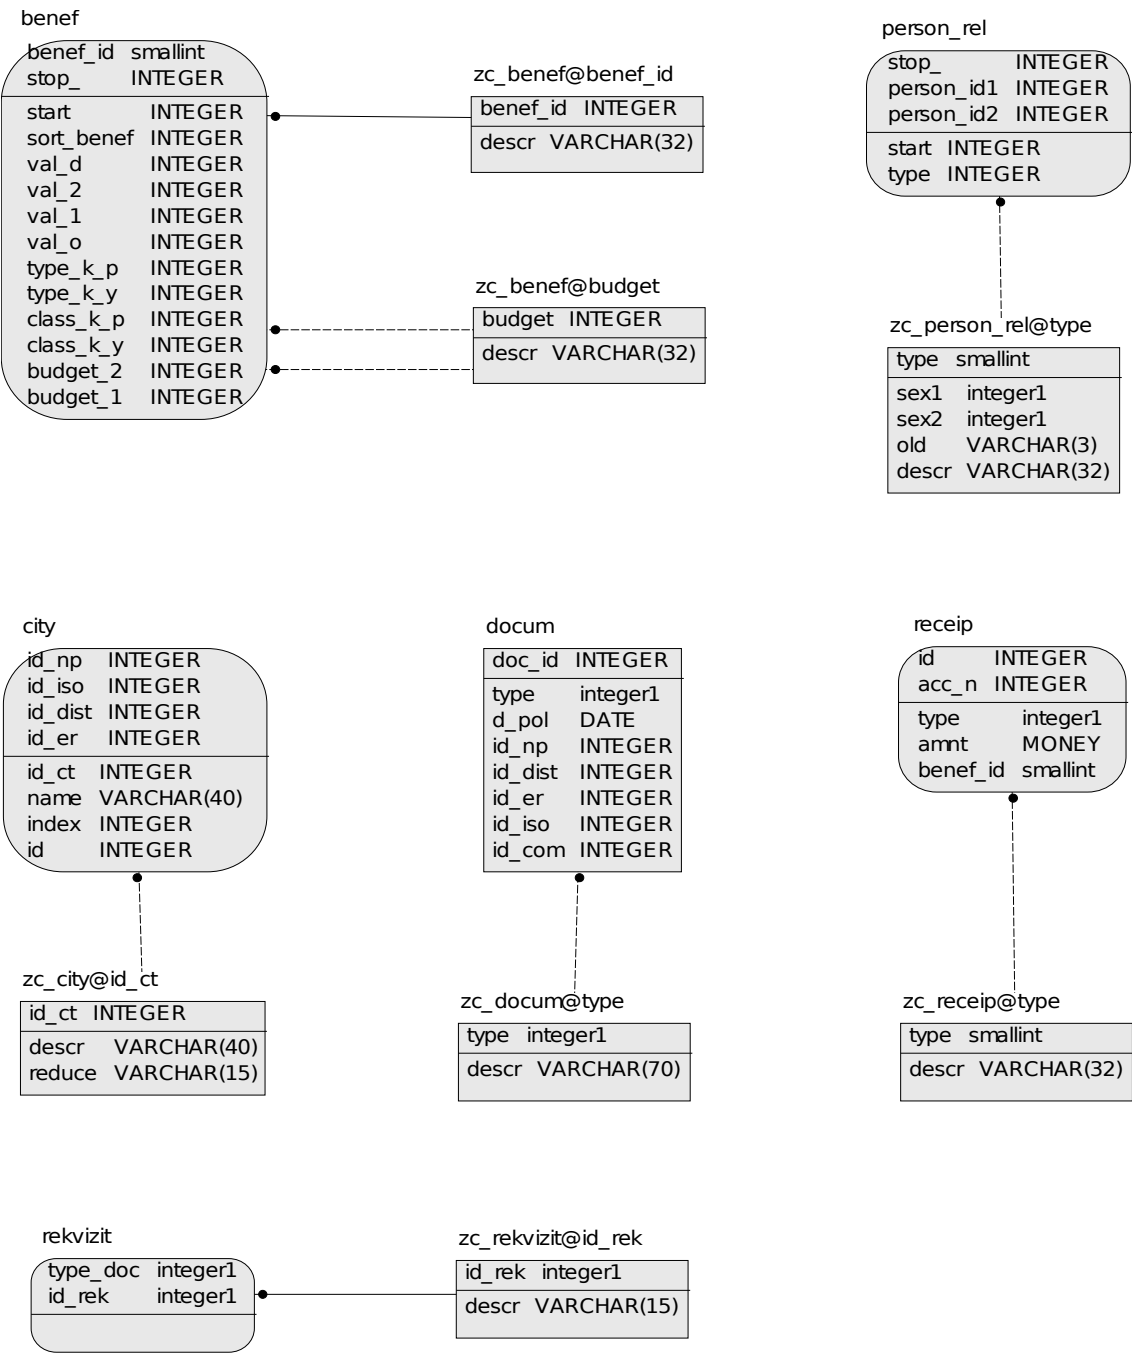 benef
benef_id smallint
stop_ INTEGER
start INTEGER
sort_benef INTEGER
val_d INTEGER
val_2 INTEGER
val_1 INTEGER
val_o INTEGER
type_k_p INTEGER
type_k_y INTEGER
class_k_p INTEGER
class_k_y INTEGER
budget_2 INTEGER
budget_1 INTEGER
zc_benef@benef_id
benef_id INTEGER
descr VARCHAR(32)
zc_benef@budget
budget INTEGER
descr VARCHAR(32)
person_rel
stop_ INTEGER
person_id1 INTEGER
person_id2 INTEGER
start INTEGER
type INTEGER
zc_person_rel@type
type smallint
sex1 integer1
sex2 integer1
old VARCHAR(3)
descr VARCHAR(32)
city
id_np INTEGER
id_iso INTEGER
id_dist INTEGER
id_er INTEGER
id_ct INTEGER
name VARCHAR(40)
index INTEGER
id INTEGER
zc_city@id_ct
id_ct INTEGER
descr VARCHAR(40)
reduce VARCHAR(15)
docum
doc_id INTEGER
type integer1
d_pol DATE
id_np INTEGER
id_dist INTEGER
id_er INTEGER
id_iso INTEGER
id_com INTEGER
zc_docum@type
type integer1
descr VARCHAR(70)
receip
id INTEGER
acc_n INTEGER
type integer1
amnt MONEY
benef_id smallint
zc_receip@type
type smallint
descr VARCHAR(32)
rekvizit
type_doc integer1
id_rek integer1
zc_rekvizit@id_rek
id_rek integer1
descr VARCHAR(15)